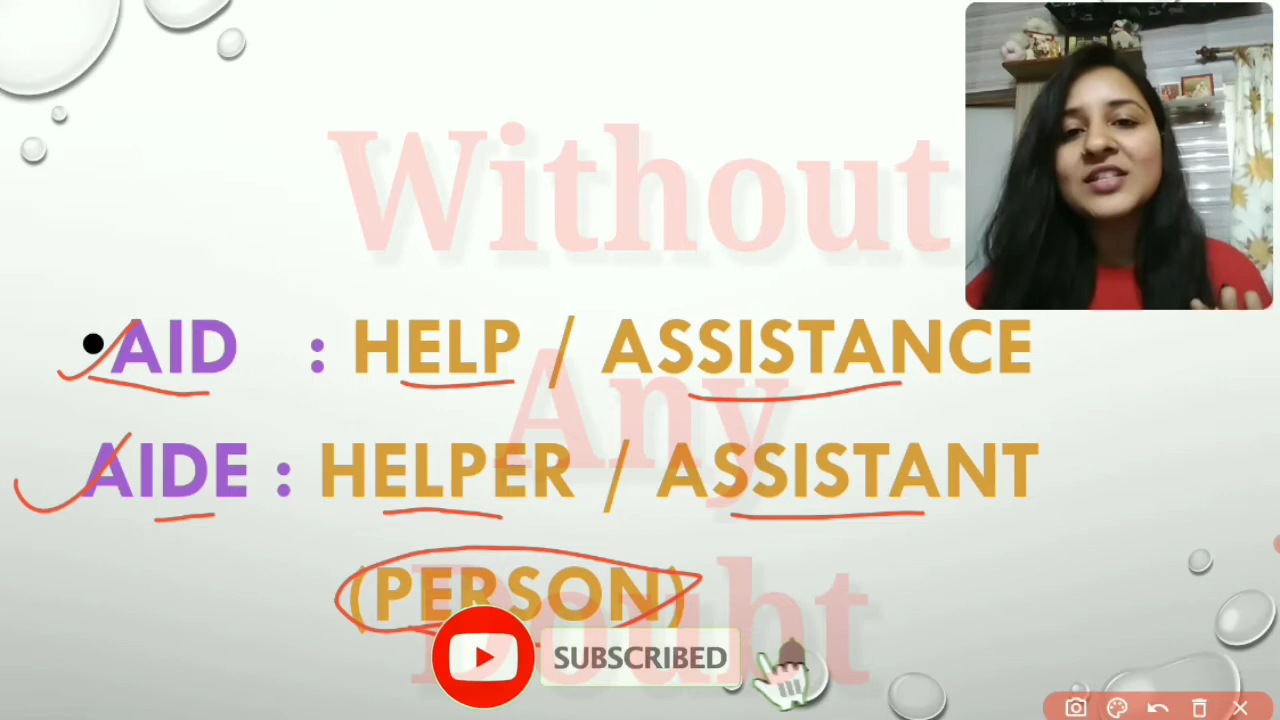 Without
• AID : HELP / ASSISTANCE
Any
AIDE : HELPER / ASSISTANT
(PERSON)
Doubt
SUBSCRIBED